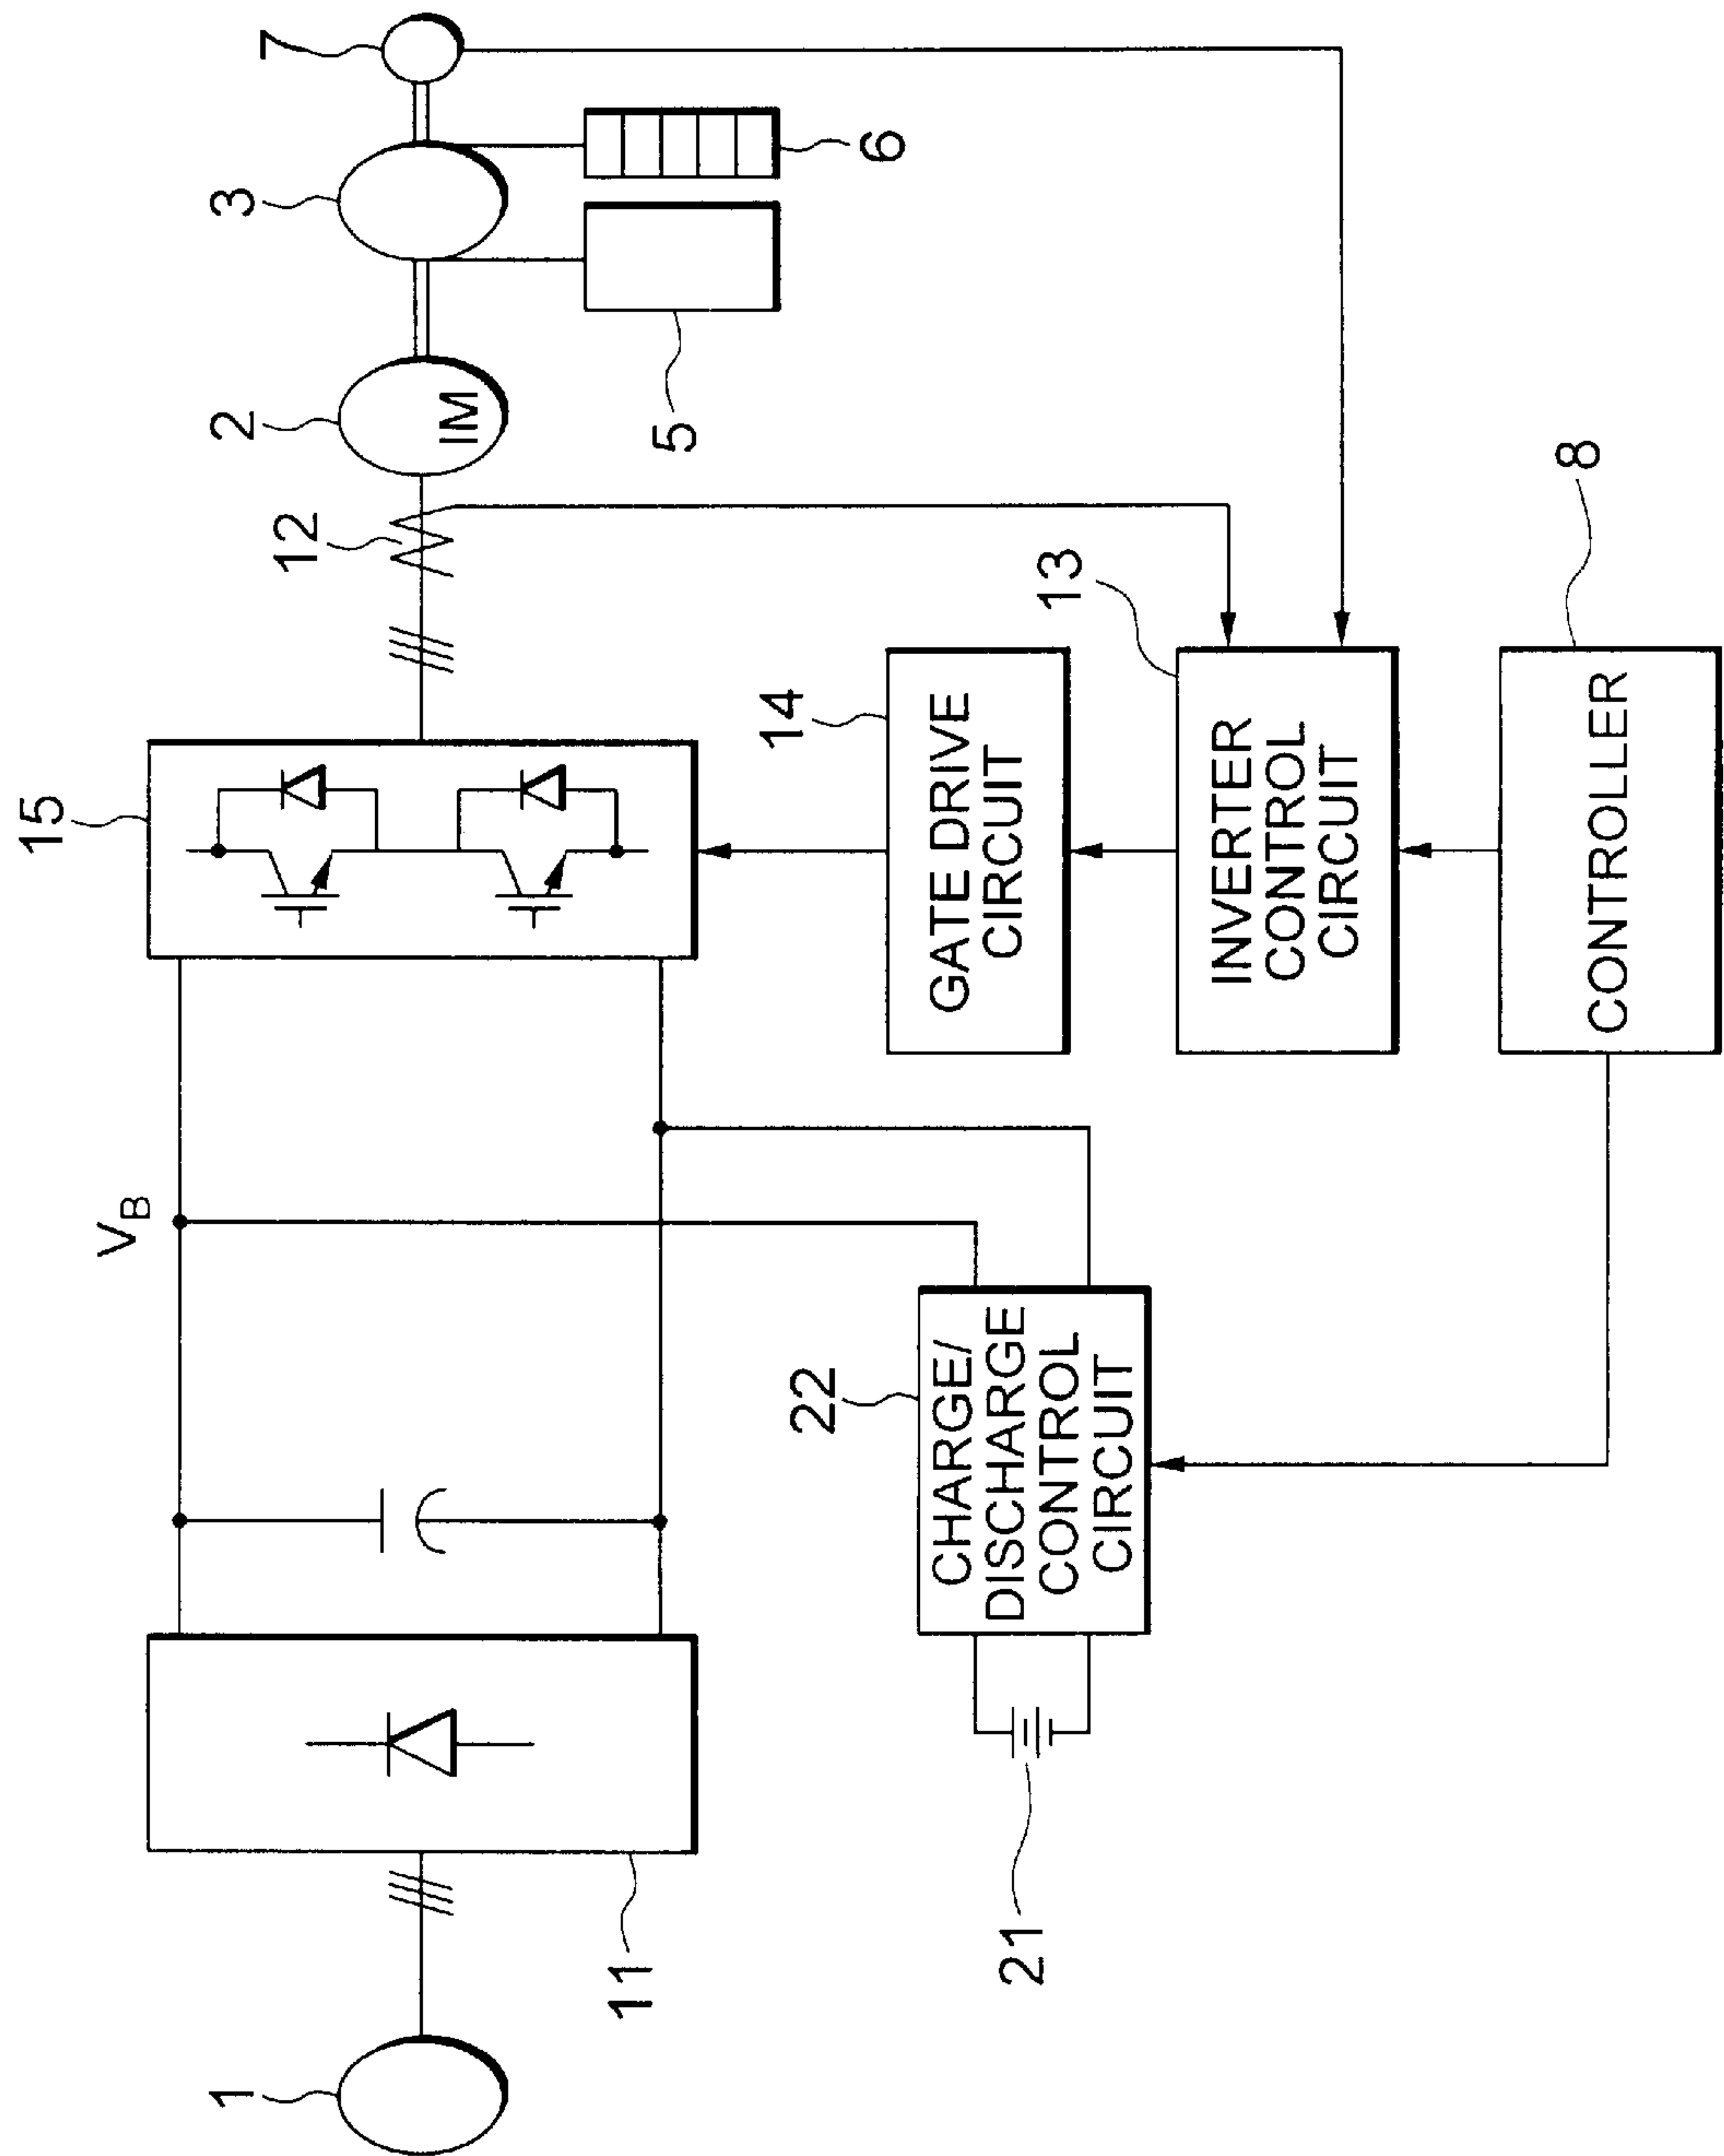 7
3
6
2
IM
5
12
13
8
15
14
GATE DRIVE
CIRCUIT
INVERTER
CONTROL
CIRCUIT
CONTROLLER
VB
22
CHARGE/
DISCHARGE
CONTROL
CIRCUIT
21
11
1